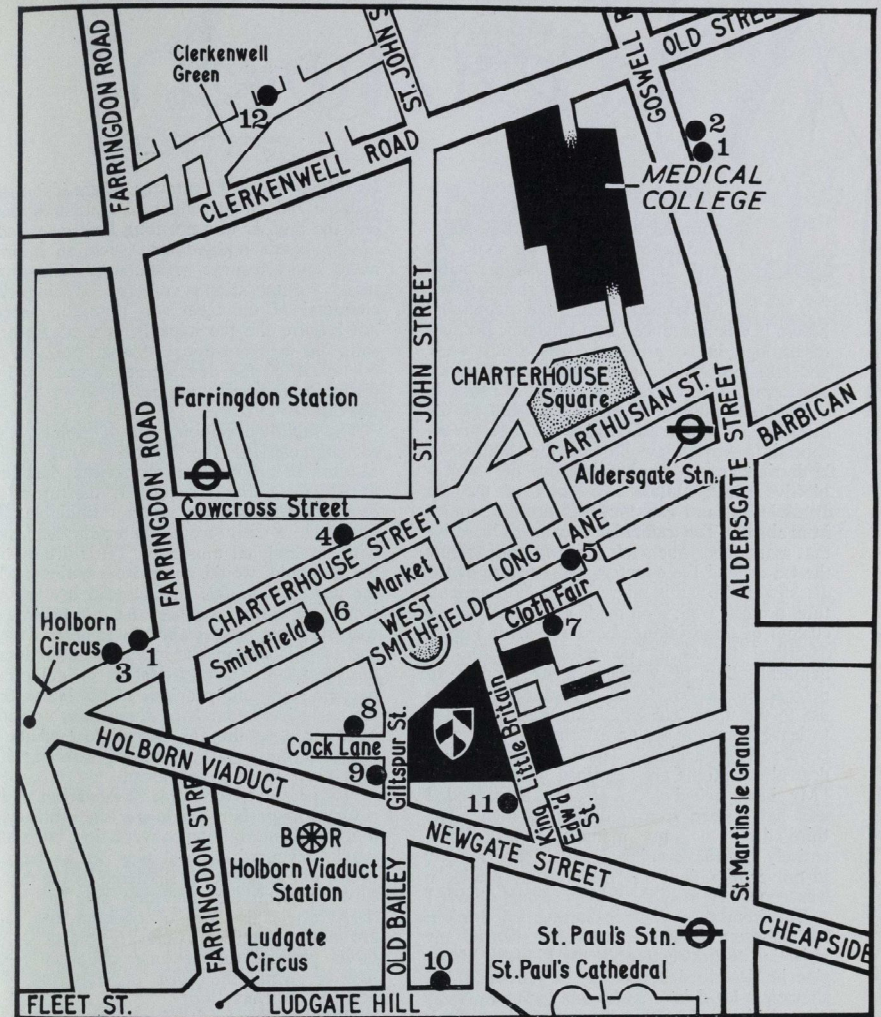 FARRINGDON ROAD
Clerkenwell
Green
12
ST. JOHN S
GOSWELL R
OLD STREE
CLERKENWELL ROAD
2
1
MEDICAL
COLLEGE
ST. JOHN STREET
CHARTERHOUSE
Square
CARTHUSIAN ST.
Farringdon Station
FARRINGDON ROAD
Aldersgate Stn.
ALDERSGATE STREET
BARBICAN
Cowcross Street
4
CHARTERHOUSE STREET
LONG LANE
5
Market
6
Smithfield
WEST
SMITHFIELD
Cloth Fair
7
Holborn
Circus
3
1
8
Cock Lane
9
Giltspur St.
Little Britain
King
Edw'd
St.
11
HOLBORN VIADUCT
NEWGATE STREET
St. Martins le Grand
FARRINGDON STRE
B R
Holborn Viaduct
Station
OLD BAILEY
Ludgate
Circus
10
St. Paul's Stn.
St. Paul's Cathedral
CHEAPSIDE
FLEET ST.
LUDGATE HILL